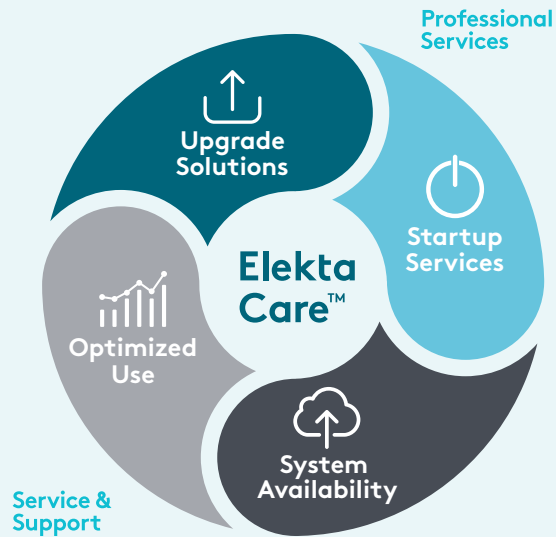 Professional
Services
Upgrade
Solutions
Startup
Services
Elekta
Care™
Optimized
Use
System
Availability
Service &
Support